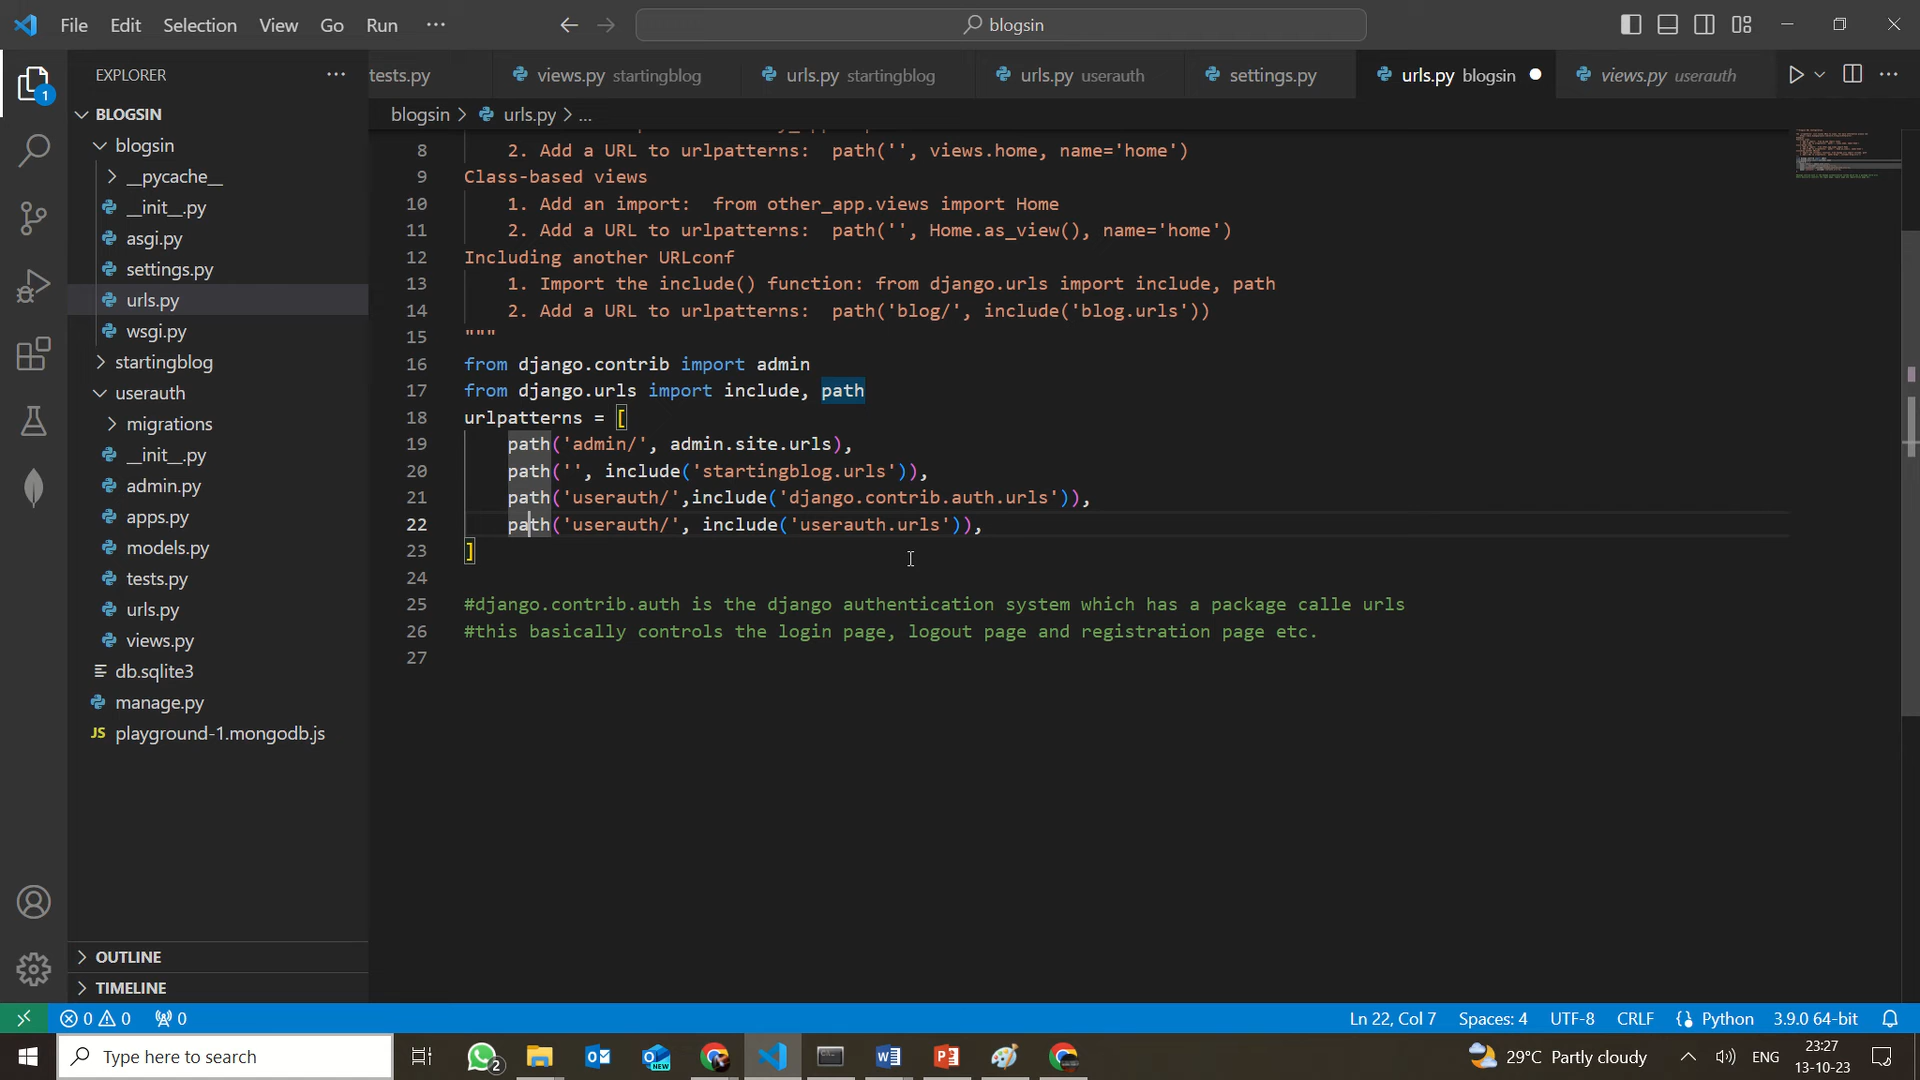 File Edit Selection View Go Run ···
blogsin
EXPLORER ···
tests.py
views.py startingblog
urls.py startingblog
urls.py userauth
settings.py
urls.py blogsin
views.py userauth
blogsin > urls.py > ...
1
BLOGSIN
blogsin
__pycache__
__init__.py
asgi.py
settings.py
urls.py
wsgi.py
startingblog
userauth
migrations
__init__.py
admin.py
apps.py
models.py
tests.py
urls.py
views.py
db.sqlite3
manage.py
JS playground-1.mongodb.js
OUTLINE
TIMELINE
8 2. Add a URL to urlpatterns:  path('', views.home, name='home')
9 Class-based views
10 1. Add an import:  from other_app.views import Home
11 2. Add a URL to urlpatterns:  path('', Home.as_view(), name='home')
12 Including another URLconf
13 1. Import the include() function: from django.urls import include, path
14 2. Add a URL to urlpatterns:  path('blog/', include('blog.urls'))
15 """
16 from django.contrib import admin
17 from django.urls import include, path
18 urlpatterns = [
19 path('admin/', admin.site.urls),
20 path('', include('startingblog.urls')),
21 path('userauth/',include('django.contrib.auth.urls')),
22 path('userauth/', include('userauth.urls')),
23 ]
24
25 #django.contrib.auth is the django authentication system which has a package calle urls
26 #this basically controls the login page, logout page and registration page etc.
27
0 0 0
Ln 22, Col 7 Spaces: 4 UTF-8 CRLF Python 3.9.0 64-bit
Type here to search
2
NEW
29°C Partly cloudy
ENG
23:27
13-10-23